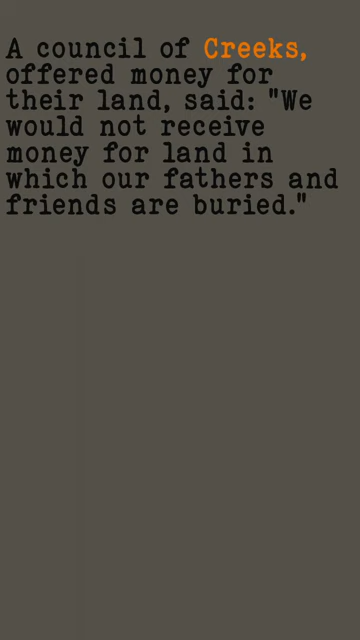 A council of Creeks,
offered money for
their land, said: "We
would not receive
money for land in
which our fathers and
friends are buried."